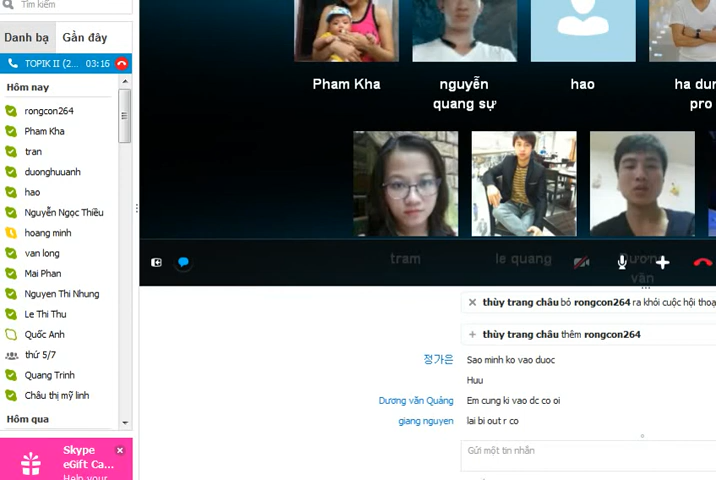 Tìm kiếm
Danh bạ
Gần đây
TOPIK II (2... 03:16
Hôm nay
rongcon264
Pham Kha
tran
duonghuuanh
hao
Nguyễn Ngọc Thiều
hoang minh
van long
Mai Phan
Nguyen Thi Nhung
Le Thi Thu
Quốc Anh
thứ 5/7
Quang Trinh
Châu thị mỹ linh
Hôm qua
Skype
eGift Ca...
Help your
Pham Kha
nguyễn
quang sự
hao
ha dun
pro
tram
le quang
dươn
văn
thùy trang châu bỏ rongcon264 ra khỏi cuộc hội thoạ
thùy trang châu thêm rongcon264
정가은 Sao minh ko vao duoc
Huu
Dương văn Quảng Em cung ki vao dc co oi
giang nguyen lai bi out r co
Gửi một tin nhắn